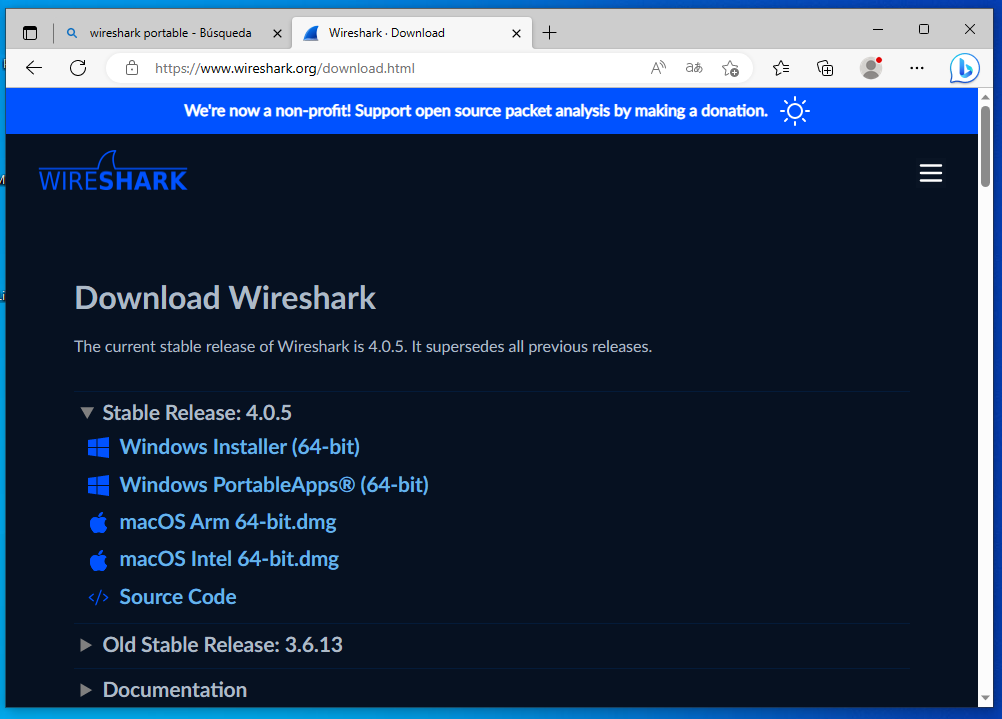 wireshark portable - Búsqueda
Wireshark · Download
https://www.wireshark.org/download.html
We're now a non-profit! Support open source packet analysis by making a donation.
WIRESHARK
Download Wireshark
The current stable release of Wireshark is 4.0.5. It supersedes all previous releases.
Stable Release: 4.0.5
Windows Installer (64-bit)
Windows PortableApps® (64-bit)
macOS Arm 64-bit.dmg
macOS Intel 64-bit.dmg
</> Source Code
Old Stable Release: 3.6.13
Documentation